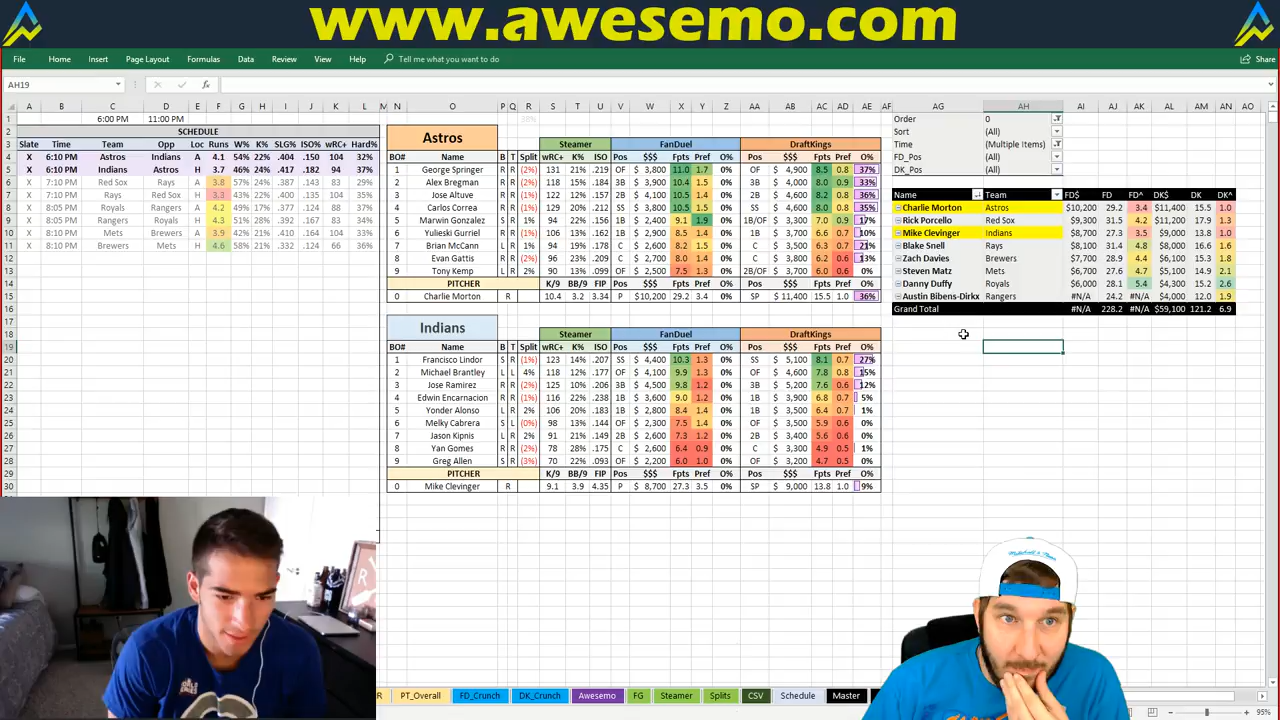 www.awesemo.com
File Home Insert Page Layout Formulas Data Review View Help Tell me what you want to do Share
AH19 fx
A B C D E F G H I J K L M N O P Q R S T U V W X Y Z AA AB AC AD AE AF AG AH AI AJ AK AL AM AN AO
6:00 PM 11:00 PM
SCHEDULE
Slate Time Team Opp Loc Runs W% K% SLG% ISO% wRC+ Hard%
X 6:10 PM Astros Indians A 4.1 54% 22% .404 .150 104 32%
X 6:10 PM Indians Astros H 3.7 46% 24% .417 .182 94 37%
X 7:10 PM Red Sox Rays A 3.8 57% 24% .387 .143 83 29%
X 7:10 PM Rays Red Sox H 3.3 43% 22% .385 .136 94 34%
X 8:05 PM Royals Rangers A 4.2 49% 17% .377 .124 88 34%
X 8:05 PM Rangers Royals H 4.3 51% 28% .392 .167 83 34%
X 8:10 PM Mets Brewers A 3.9 42% 21% .410 .164 104 33%
X 8:10 PM Brewers Mets H 4.6 58% 21% .332 .124 66 36%
Astros
Steamer FanDuel DraftKings
BO# Name B T Split wRC+ K% ISO Pos $$$ Fpts Pref O% Pos $$$ Fpts Pref O%
1 George Springer R R (2%) 131 21% .219 OF $ 3,800 11.0 1.7 0% OF $ 4,900 8.5 0.8 37%
2 Alex Bregman R R (2%) 118 15% .184 3B $ 3,900 10.4 1.5 0% 3B $ 4,000 8.0 0.9 33%
3 Jose Altuve R R (2%) 122 12% .157 2B $ 3,900 10.4 1.5 0% 2B $ 4,800 8.2 0.8 36%
4 Carlos Correa R R (2%) 123 21% .212 SS $ 3,900 10.5 1.5 0% SS $ 4,600 8.0 0.8 35%
5 Marwin Gonzalez S R (1%) 94 22% .156 1B $ 2,400 9.1 1.9 0% 1B/OF $ 3,300 7.0 0.9 17%
6 Yulieski Gurriel R R (2%) 106 13% .162 1B $ 2,900 8.5 1.4 0% 1B $ 3,900 6.6 0.7 10%
7 Brian McCann L R 1% 94 19% .178 C $ 2,600 8.2 1.5 0% C $ 3,900 6.3 0.7 21%
8 Evan Gattis R R (2%) 96 23% .209 C $ 2,700 8.0 1.4 0% C $ 3,600 6.2 0.6 13%
9 Tony Kemp L R 2% 90 13% .099 OF $ 2,500 7.5 1.3 0% 2B/OF $ 3,700 6.0 0.6 0%
PITCHER K/9 BB/9 FIP Pos $$$ Fpts Pref O% Pos $$$ Fpts Pref O%
0 Charlie Morton R 10.4 3.2 3.34 P $10,200 29.2 3.4 0% SP $ 11,400 15.5 1.0 36%
Indians
Steamer FanDuel DraftKings
BO# Name B T Split wRC+ K% ISO Pos $$$ Fpts Pref O% Pos $$$ Fpts Pref O%
1 Francisco Lindor S R (1%) 123 14% .207 SS $ 4,400 10.3 1.3 0% SS $ 5,100 8.1 0.7 27%
2 Michael Brantley L L 4% 118 12% .177 OF $ 4,100 9.9 1.3 0% OF $ 4,600 7.8 0.8 15%
3 Jose Ramirez S R (2%) 125 10% .206 3B $ 4,500 9.8 1.2 0% 3B $ 5,200 7.6 0.6 12%
4 Edwin Encarnacion R R (1%) 116 22% .238 1B $ 4,000 9.0 1.2 0% 1B $ 3,900 6.8 0.7 5%
5 Yonder Alonso L R 2% 106 20% .183 1B $ 2,800 8.4 1.4 0% 1B $ 3,500 6.4 0.7 1%
6 Melky Cabrera S L (0%) 98 13% .144 OF $ 2,300 7.5 1.4 0% OF $ 3,500 5.9 0.6 0%
7 Jason Kipnis L R 2% 91 21% .149 2B $ 2,600 7.3 1.2 0% 2B $ 3,400 5.6 0.6 0%
8 Yan Gomes R R (2%) 78 28% .175 C $ 2,600 6.4 0.9 0% C $ 3,600 4.9 0.5 1%
9 Greg Allen S R (3%) 70 22% .093 OF $ 2,200 6.0 1.0 0% OF $ 3,200 4.7 0.5 0%
PITCHER K/9 BB/9 FIP Pos $$$ Fpts Pref O% Pos $$$ Fpts Pref O%
0 Mike Clevinger R 9.1 3.9 4.35 P $ 8,700 27.3 3.5 0% SP $ 9,000 13.8 1.0 9%
Order 0
Sort (All)
Time (Multiple Items)
FD_Pos (All)
DK_Pos (All)
Name Team FD$ FD FD^ DK$ DK DK^
Charlie Morton Astros $10,200 29.2 3.4 $11,400 15.5 1.0
Rick Porcello Red Sox $9,900 31.1 4.2 $11,200 17.9 1.3
Mike Clevinger Indians $8,700 27.3 3.5 $9,000 13.8 1.0
Blake Snell Rays $8,100 31.4 4.8 $8,000 16.6 1.6
Zach Davies Brewers $7,700 28.9 4.4 $5,800 15.4 1.8
Steven Matz Mets $6,700 27.6 4.7 $5,100 14.9 2.1
Danny Duffy Royals $6,000 28.1 5.4 $4,300 15.2 2.6
Austin Bibens-Dirkx Rangers #N/A 24.2 #N/A $4,000 12.0 1.9
Grand Total #N/A 228.2 #N/A $59,100 121.2 6.9
R PT_Overall FD_Crunch DK_Crunch Awesemo FG Steamer Splits CSV Schedule Master
95%